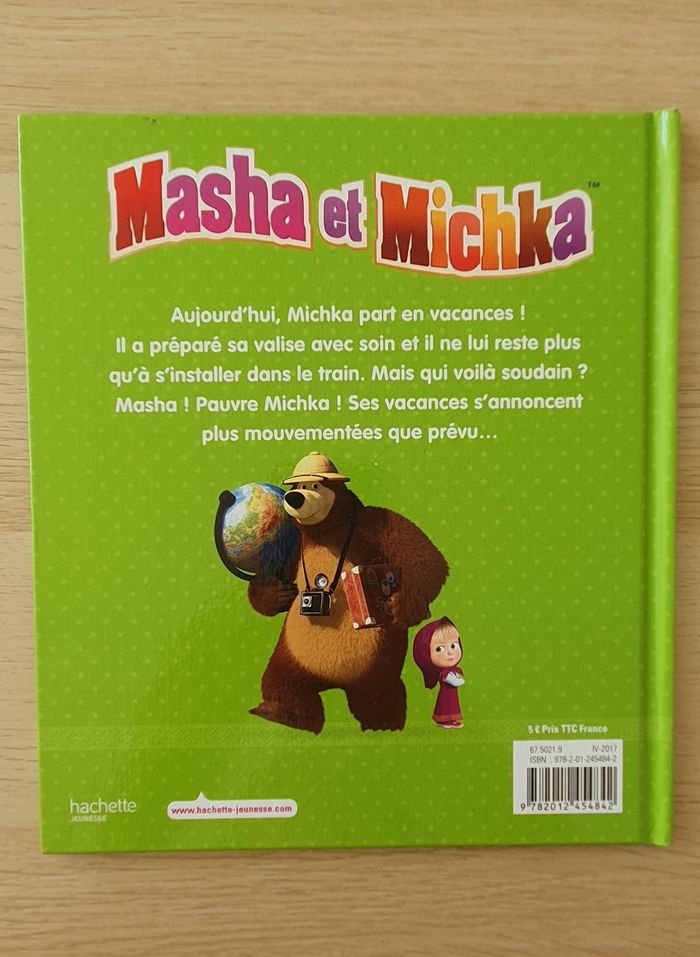 Masha et Michka™
Aujourd'hui, Michka part en vacances !
Il a préparé sa valise avec soin et il ne lui reste plus
qu'à s'installer dans le train. Mais qui voilà soudain ?
Masha ! Pauvre Michka ! Ses vacances s'annoncent
plus mouvementées que prévu...
5 € Prix TTC France
67.5021.9 IV-2017
ISBN : 978-2-01-245484-2
9 782012 454842
hachette
JEUNESSE
www.hachette-jeunesse.com